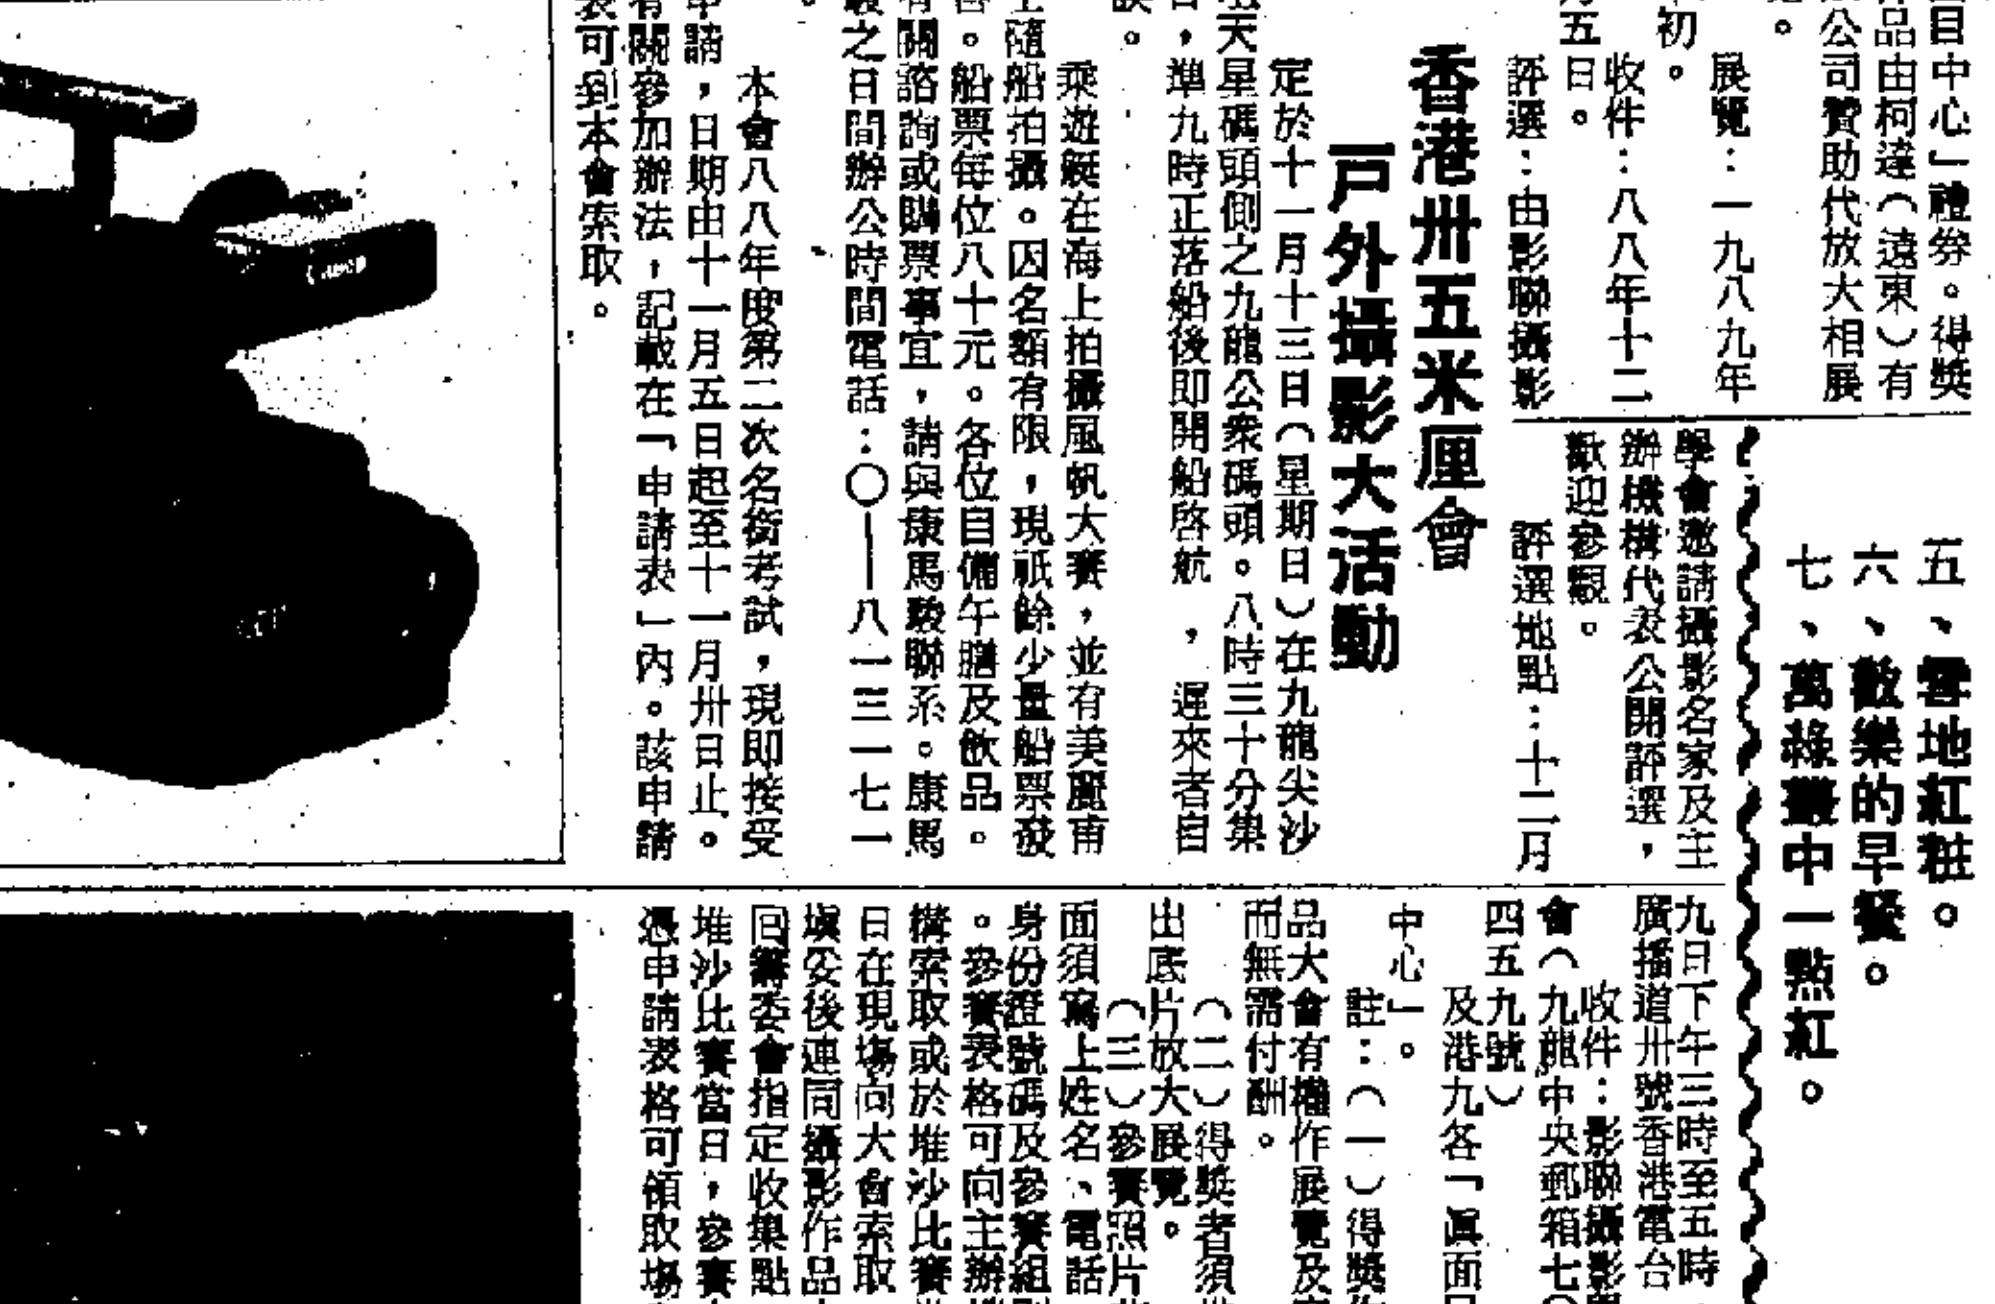 五、雪地紅粧。
六、歡樂的早餐。
七、萬綠叢中一點紅。
目中心」禮券。得獎
品由柯達(遠東)有
公司贊助代放大相展
。
展覽:一九八九年
初。
收件:八八年十二
月五日。
評選:由影聯攝影
學會邀請攝影名家及主
辦機構代表公開評選,
歡迎參觀。
評選地點:十二月
九日下午三時至五時
廣播道卅號香港電台
收件:影聯攝影
會(九龍中央郵箱七〇
四五九號)
及港九各「眞面目
中心」。
註:(一)得獎作
品大會有權作展覽及
而無需付酬。
(二)得獎者須
出底片放大展覽。
(三)參賽照片
面須寫上姓名、電話
身份證號碼及參賽組
。參賽表格可向主辦
構索取或於堆沙比賽
日在現場向大會索取
填妥後連同攝影作品
回籌委會指定收集點
堆沙比賽當日,參賽
憑申請表格可領取場
香港卅五米厘會
戶外攝影大活動
定於十一月十三日(星期日)在九龍尖沙
天星碼頭側之九龍公衆碼頭。八時三十分集
,準九時正落船後即開船啓航,遲來者自
誤。
乘遊艇在海上拍攝風帆大賽,並有美麗甫
隨船拍攝。因名額有限,現祇餘少量船票發
。船票每位八十元。各位自備午膳及飲品。
有關諮詢或購票事宜,請與康馬駿聯系。康馬
駿之日間辦公時間電話:〇——八一三一七一
。
本會八八年度第二次名銜考試,現即接受
申請,日期由十一月五日起至十一月卅日止。
有關參加辦法,記載在「申請表」內。該申請
表可到本會索取。
Canon